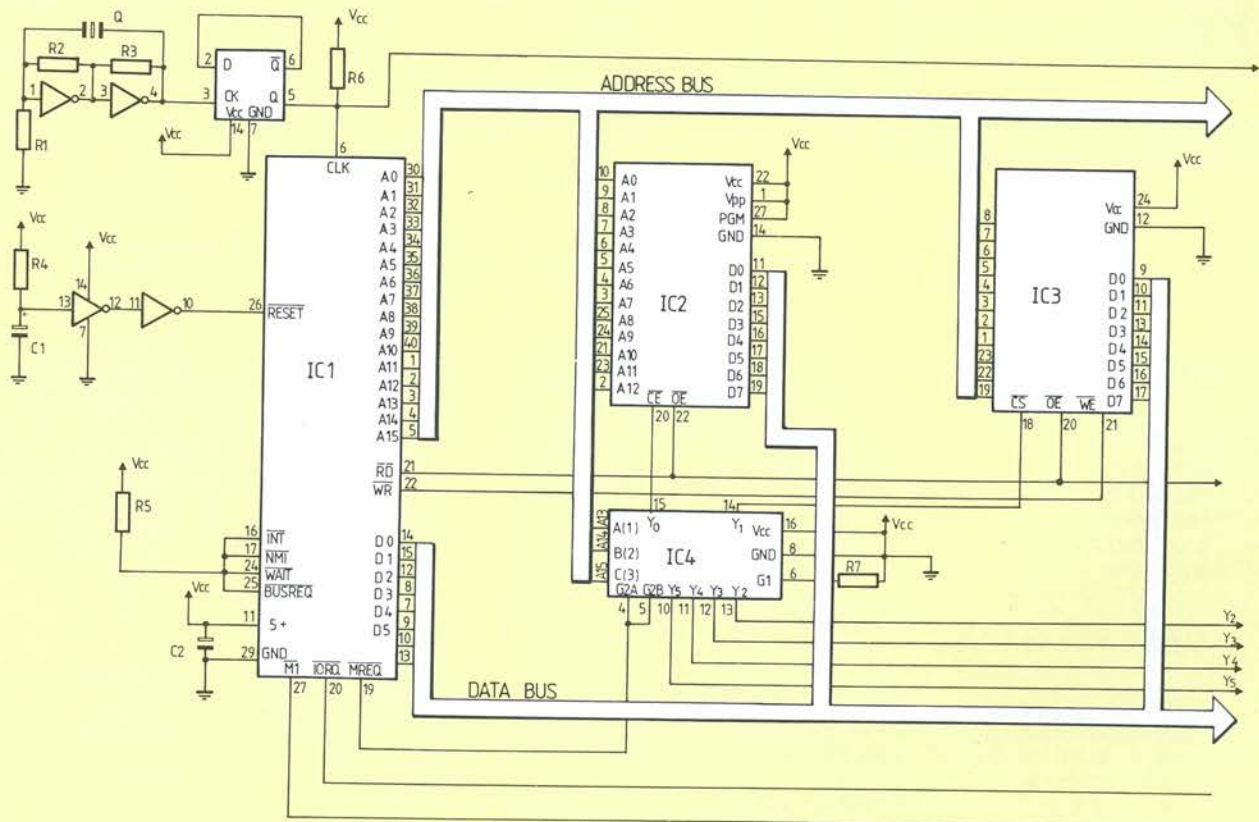 Q
R2
R3
1
2
3
4
R1
2
D
Q̅
6
3
CK
Q
5
Vcc
GND
14
7
Vcc
Vcc
R6
ADDRESS BUS
Vcc
R4
Vcc
14
13
12
11
10
7
C1
6
CLK
26
RESET
IC1
A0 30
A1 31
A2 32
A3 33
A4 34
A5 35
A6 36
A7 37
A8 38
A9 39
A10 40
A11 1
A12 2
A13 3
A14 4
A15 5
RD 21
WR 22
Vcc
R5
16 INT
17 NMI
24 WAIT
25 BUSREQ
Vcc
11 5+
C2
29 GND
M1
IORQ
MREQ
27
20
19
D0 14
D1 15
D2 12
D3 8
D4 7
D5 9
10
13
DATA BUS
IC2
10 A0
9 A1
8 A2
7 A3
6 A4
5 A5
4 A6
3 A7
25 A8
24 A9
21 A10
23 A11
2 A12
Vcc
Vcc 22
Vpp 1
PGM 27
GND 14
D0 11
D1 12
D2 13
D3 15
D4 16
D5 17
D6 18
D7 19
CE
OE
20
22
IC3
8
7
6
5
4
3
2
1
23
22
19
Vcc
Vcc 24
GND 12
D0 9
D1 10
D2 11
D3 13
D4 14
D5 15
D6 16
D7 17
CS
OE
WE
18
20
21
15
14
Y0
Y1
A13 A(1)
A14 B(2)
A15 C(3)
IC4
Vcc 16
GND 8
G1 6
Vcc
R7
G2A
G2B
Y5
Y4
Y3
Y2
4
5
10
11
12
13
Y2
Y3
Y4
Y5